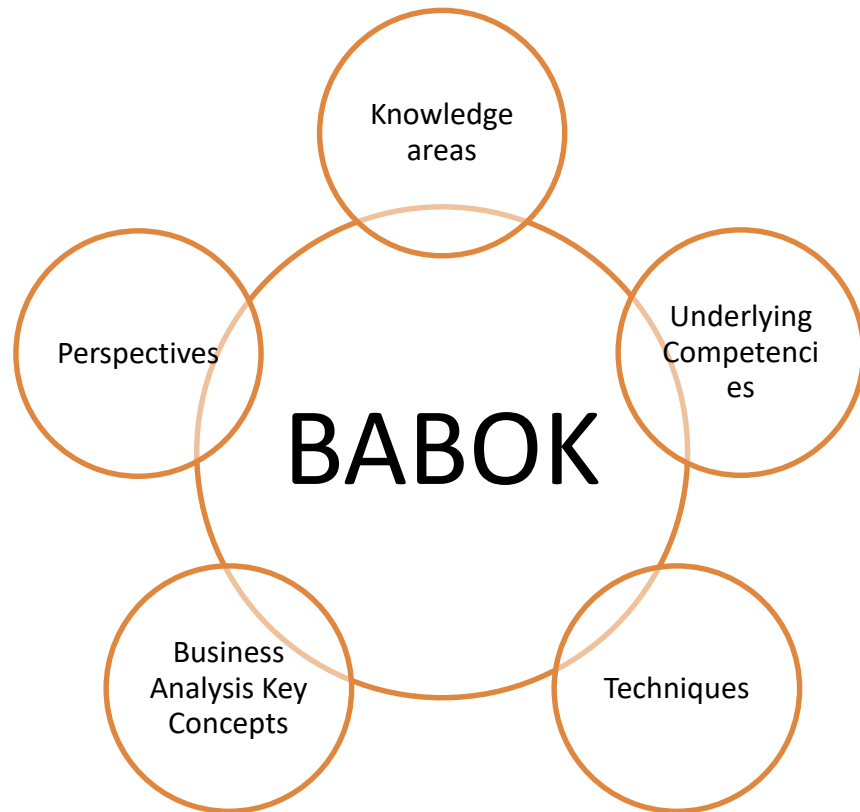 Knowledge
areas
Underlying
Competenci
es
Perspectives
BABOK
Business
Analysis Key
Concepts
Techniques